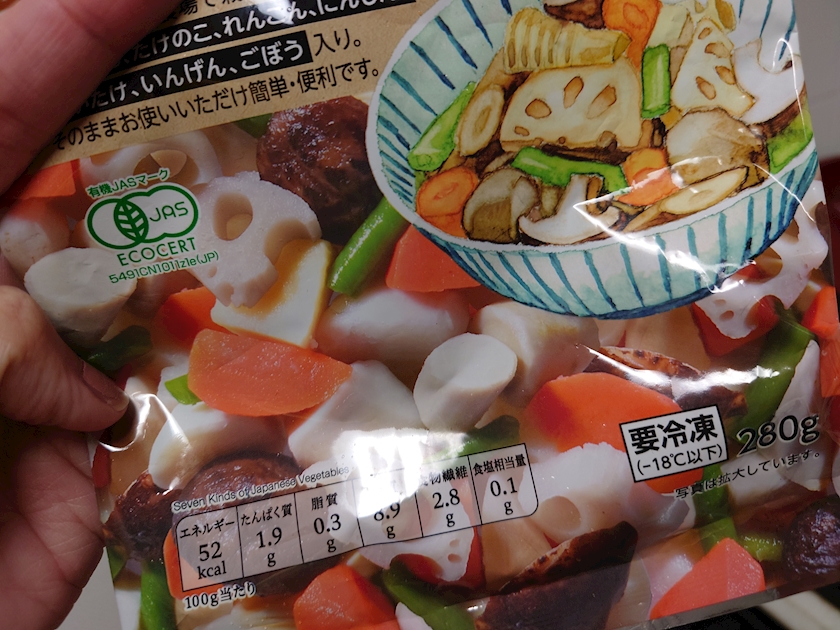 たけのこ、れんこん、にんじん
たけ、いんげん、ごぼう 入り。
そのままお使いいただけ簡単・便利です。
有機JASマーク
JAS
ECOCERT
5491CN1011zle(JP)
要冷凍
(-18℃以下)
280g
写真は拡大しています。
Seven Kinds of Japanese Vegetables
エネルギー
52
kcal
たんぱく質
1.9
g
脂質
0.3
g
8.9
g
繊維
2.8
g
食塩相当量
0.1
g
100g当たり